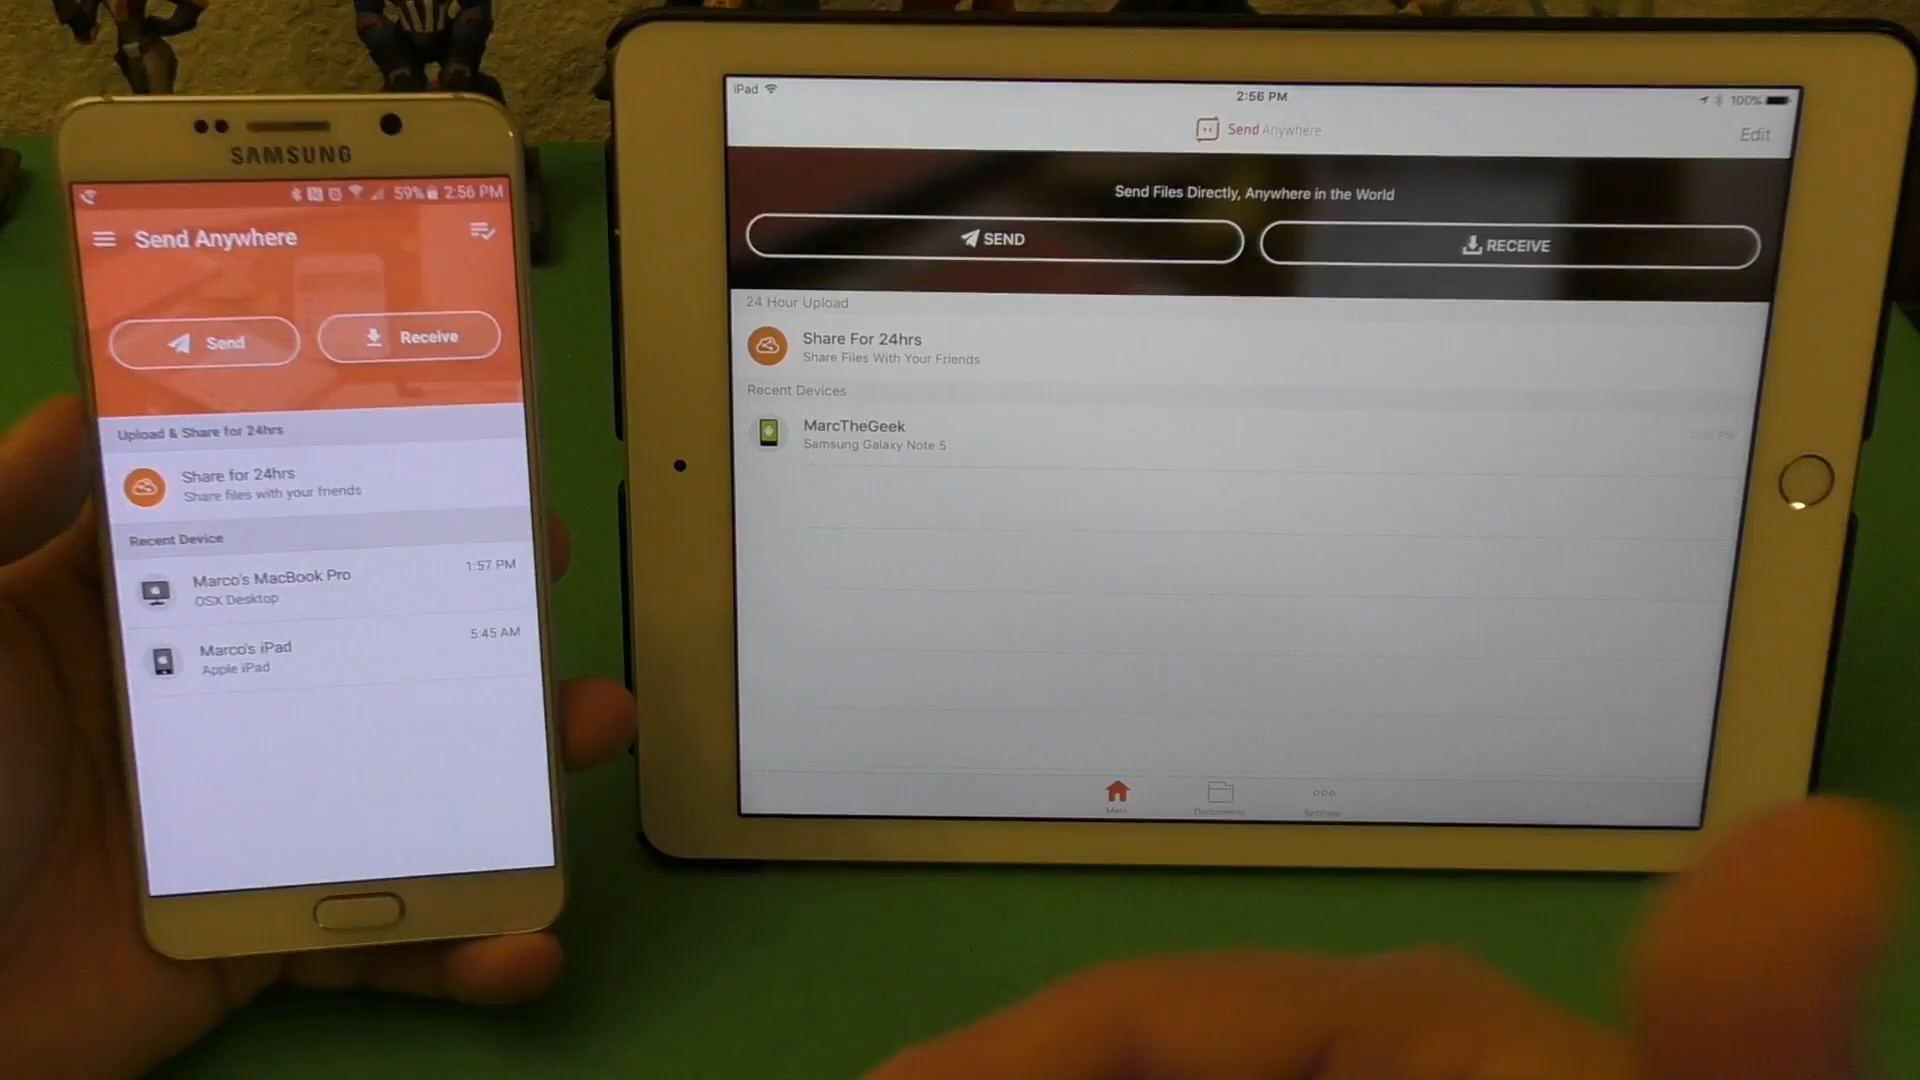 SAMSUNG
59% 2:56 PM
Send Anywhere
Send
Receive
Upload & Share for 24hrs
Share for 24hrs
Share files with your friends
Recent Device
Marco's MacBook Pro
1:57 PM
OSX Desktop
Marco's iPad
5:45 AM
Apple iPad
iPad
2:56 PM
100%
Send Anywhere
Edit
Send Files Directly, Anywhere in the World
SEND
RECEIVE
24 Hour Upload
Share For 24hrs
Share Files With Your Friends
Recent Devices
MarcTheGeek
Samsung Galaxy Note 5
Main
Documents
Settings